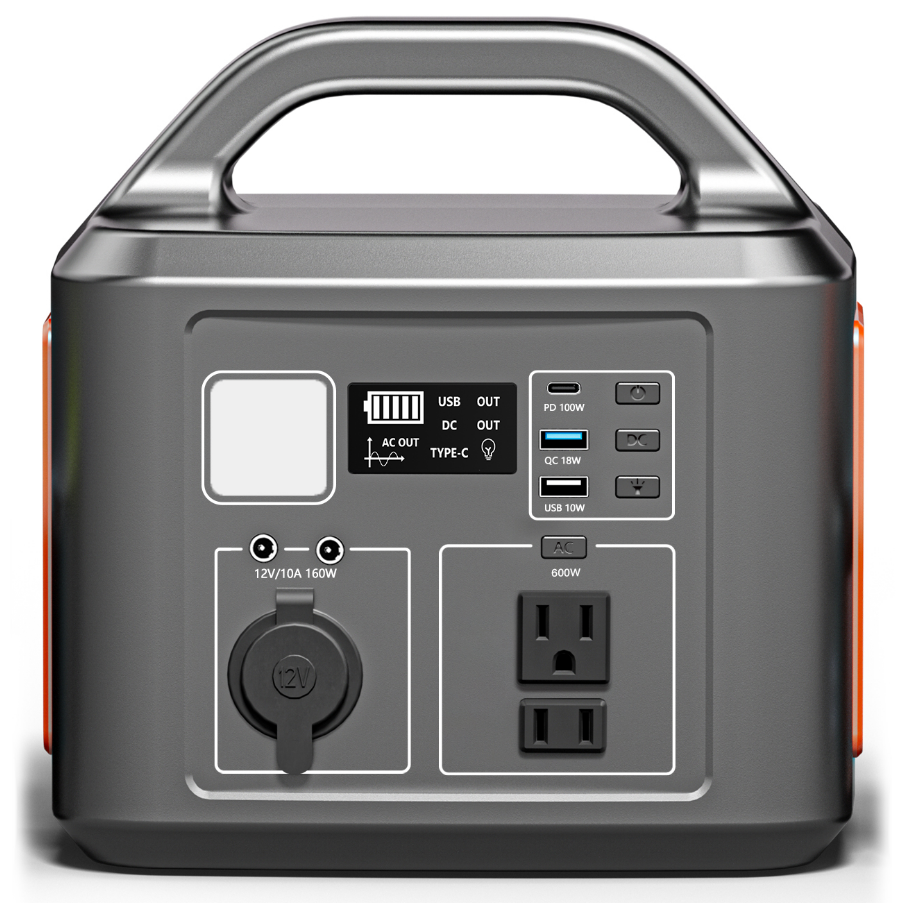 USB OUT
DC OUT
AC OUT
TYPE-C
PD 100W
QC 18W
DC
USB 10W
12V/10A 160W
12V
AC
600W